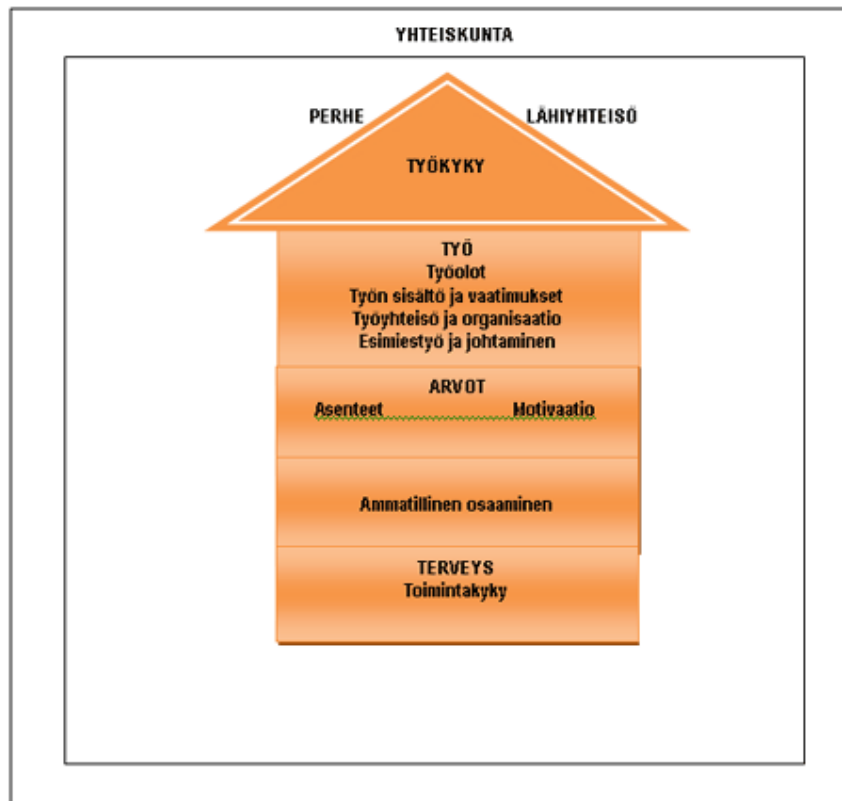 YHTEISKUNTA
PERHE LÄHIYHTEISÖ
TYÖKYKY
TYÖ
Työolot
Työn sisältö ja vaatimukset
Työyhteisö ja organisaatio
Esimiestyö ja johtaminen
ARVOT
Asenteet Motivaatio
Ammatillinen osaaminen
TERVEYS
Toimintakyky